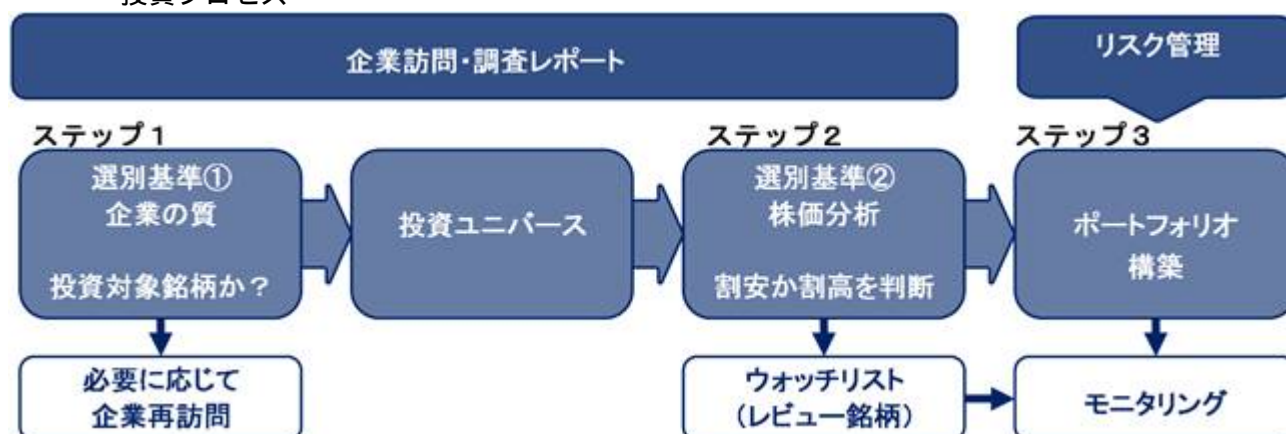 投資プロセス
企業訪問・調査レポート
リスク管理
ステップ１
選別基準①
企業の質
投資対象銘柄か？
投資ユニバース
ステップ２
選別基準②
株価分析
割安か割高を判断
ステップ３
ポートフォリオ
構築
必要に応じて
企業再訪問
ウォッチリスト
（レビュー銘柄）
モニタリング